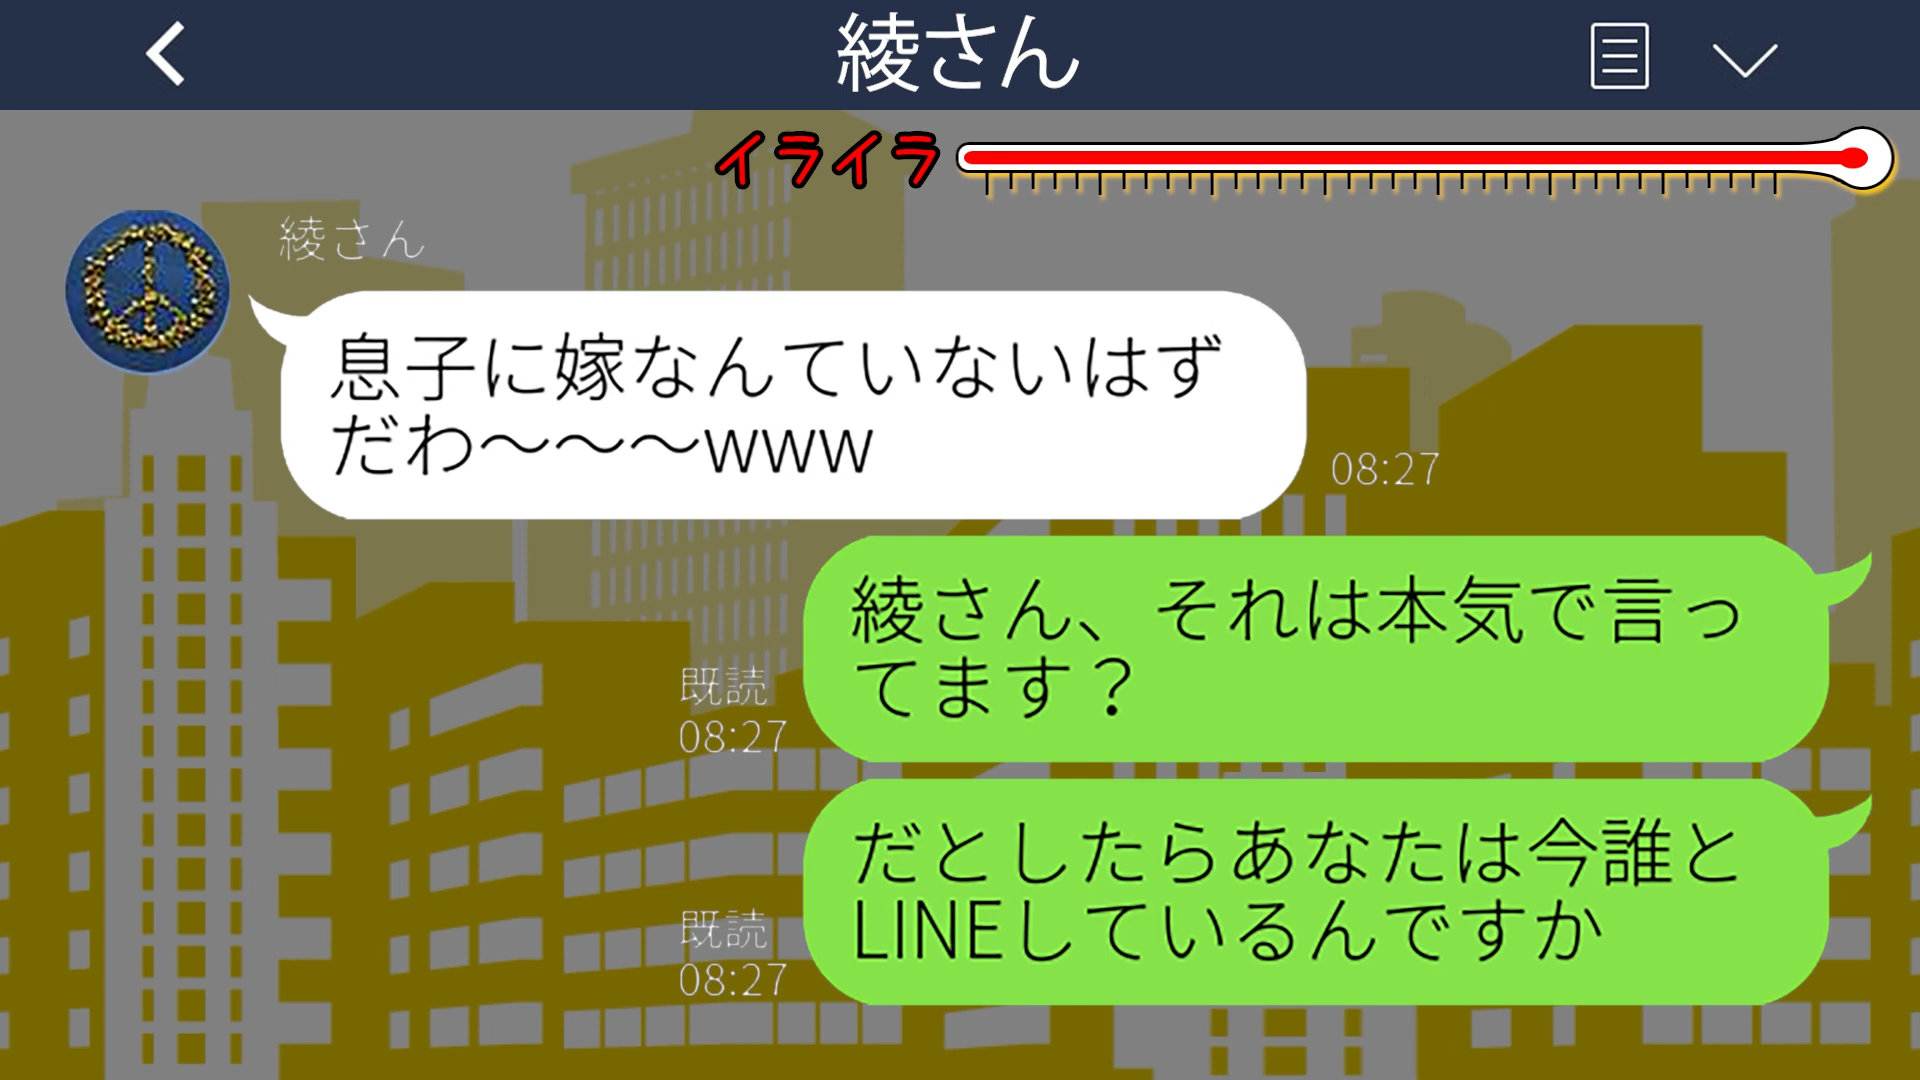 綾さん
イライラ
綾さん
息子に嫁なんていないはず
だわ～～～www
08:27
綾さん、それは本気で言っ
てます？
既読
08:27
だとしたらあなたは今誰と
LINEしているんですか
既読
08:27